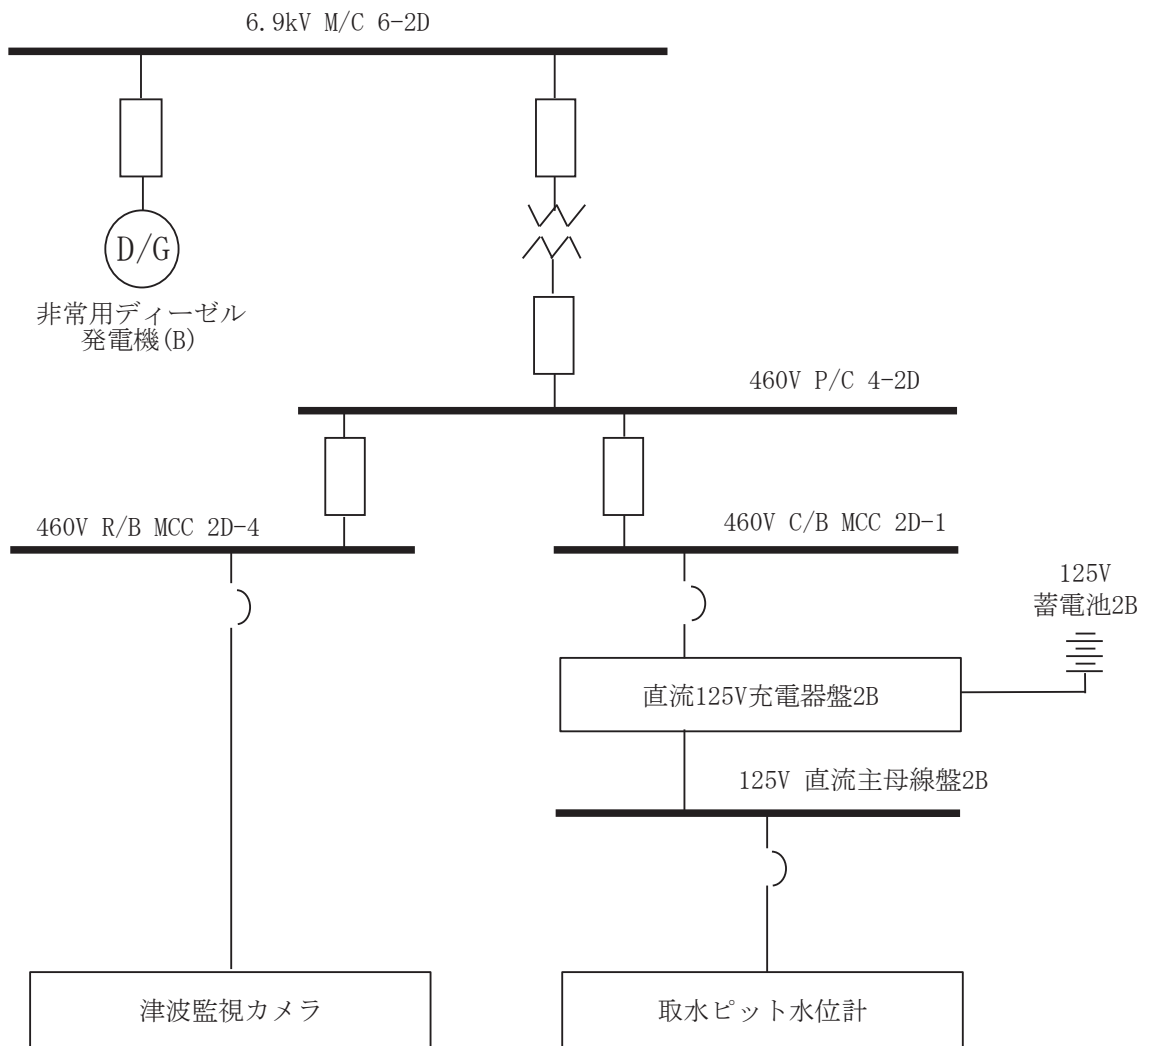 6.9kV M/C 6-2D
D/G
非常用ディーゼル
発電機(B)
460V P/C 4-2D
460V R/B MCC 2D-4
460V C/B MCC 2D-1
125V
蓄電池2B
直流125V充電器盤2B
125V 直流主母線盤2B
津波監視カメラ
取水ピット水位計